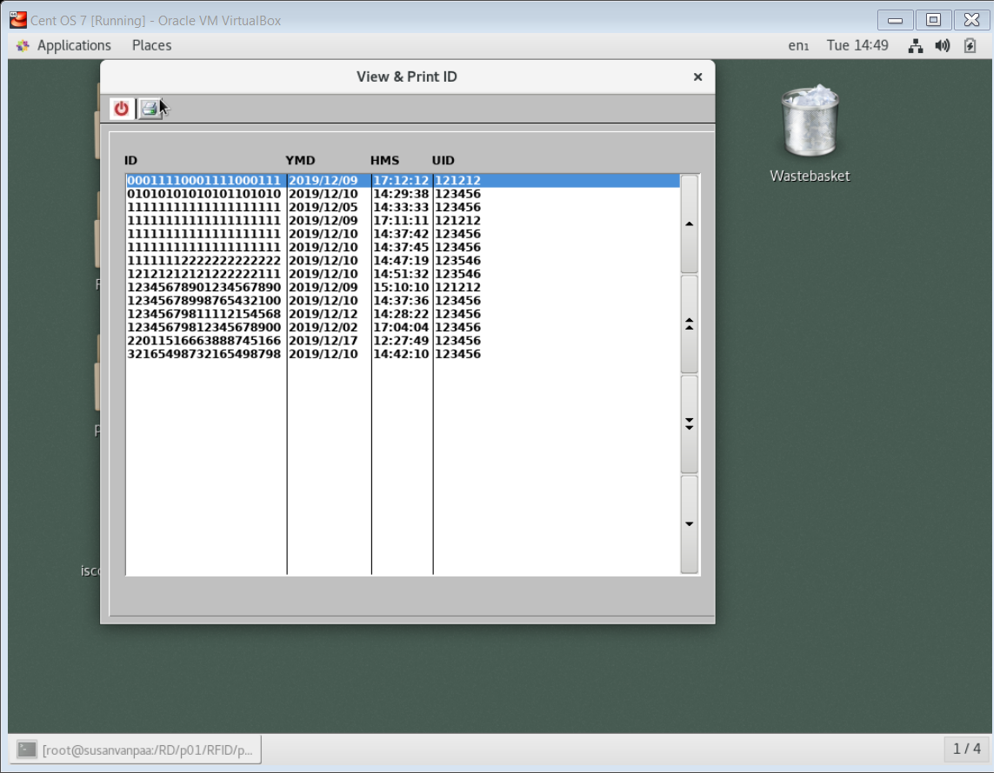 Cent OS 7 [Running] - Oracle VM VirtualBox
Applications Places en1 Tue 14:49
View & Print ID
ID YMD HMS UID
00011110001111000111 2019/12/09 17:12:12 121212
01010101010101101010 2019/12/10 14:29:38 123456
11111111111111111111 2019/12/05 14:33:33 123456
11111111111111111111 2019/12/09 17:11:11 121212
11111111111111111111 2019/12/10 14:37:42 123456
11111111111111111111 2019/12/10 14:37:45 123456
11111112222222222222 2019/12/10 14:47:19 123546
12121212121222222111 2019/12/10 14:51:32 123546
12345678901234567890 2019/12/09 15:10:10 121212
12345678998765432100 2019/12/10 14:37:36 123456
12345679811112154568 2019/12/12 14:28:22 123456
12345679812345678900 2019/12/02 17:04:04 123456
22011516663888745166 2019/12/17 12:27:49 123456
32165498732165498798 2019/12/10 14:42:10 123456
Wastebasket
isc
[root@susanvanpaa:/RD/p01/RFID/p...
1 / 4